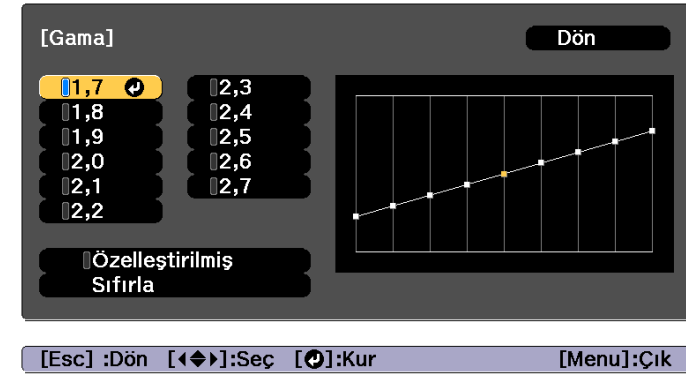 [Gama]
Dön
1,7
1,8
1,9
2,0
2,1
2,2
2,3
2,4
2,5
2,6
2,7
Özelleştirilmiş
Sıfırla
[Esc] :Dön [◀◆▶]:Seç [↵]:Kur [Menu]:Çık